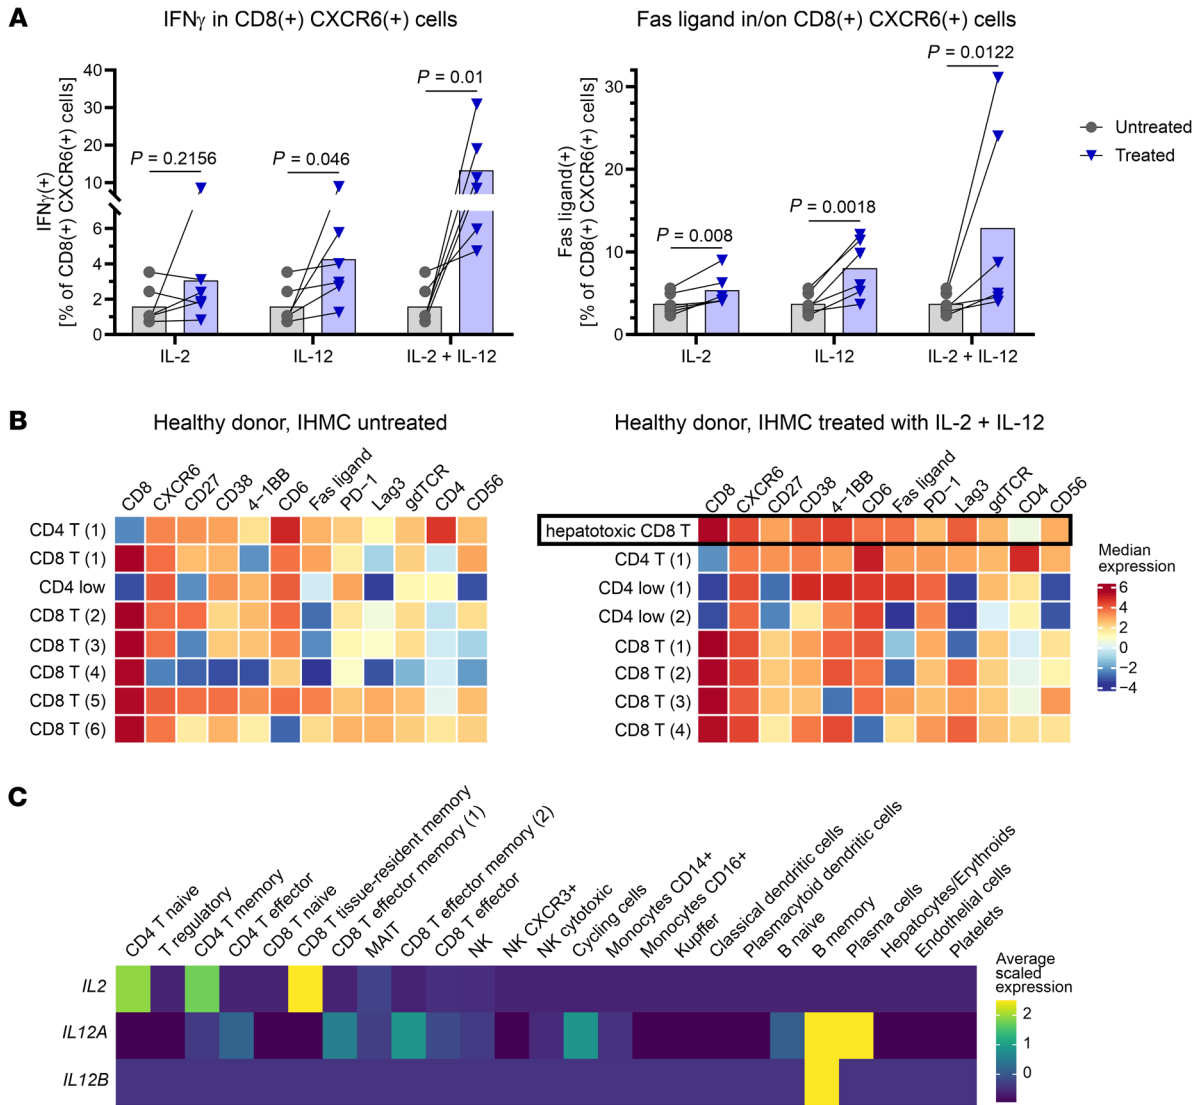 A
IFNγ in CD8(+) CXCR6(+) cells
IFNγ(+)
[% of CD8(+) CXCR6(+) cells]
40
30
20
10
6
4
2
0
P = 0.2156
P = 0.046
P = 0.01
IL-2
IL-12
IL-2 + IL-12
Fas ligand in/on CD8(+) CXCR6(+) cells
Fas ligand(+)
[% of CD8(+) CXCR6(+) cells]
30
20
10
0
P = 0.008
P = 0.0018
P = 0.0122
IL-2
IL-12
IL-2 + IL-12
Untreated
Treated
B
Healthy donor, IHMC untreated
CD8
CXCR6
CD27
CD38
4−1BB
CD6
Fas ligand
PD−1
Lag3
gdTCR
CD4
CD56
CD4 T (1)
CD8 T (1)
CD4 low
CD8 T (2)
CD8 T (3)
CD8 T (4)
CD8 T (5)
CD8 T (6)
Healthy donor, IHMC treated with IL-2 + IL-12
CD8
CXCR6
CD27
CD38
4−1BB
CD6
Fas ligand
PD−1
Lag3
gdTCR
CD4
CD56
hepatotoxic CD8 T
CD4 T (1)
CD4 low (1)
CD4 low (2)
CD8 T (1)
CD8 T (2)
CD8 T (3)
CD8 T (4)
Median
expression
6
4
2
0
−2
−4
C
CD4 T naive
T regulatory
CD4 T memory
CD4 T effector
CD8 T naive
CD8 T tissue-resident memory
CD8 T effector memory (1)
MAIT
CD8 T effector memory (2)
CD8 T effector
NK
NK CXCR3+
NK cytotoxic
Cycling cells
Monocytes CD14+
Monocytes CD16+
Kupffer
Classical dendritic cells
Plasmacytoid dendritic cells
B naive
B memory
Plasma cells
Hepatocytes/Erythroids
Endothelial cells
Platelets
IL2
IL12A
IL12B
Average
scaled
expression
2
1
0